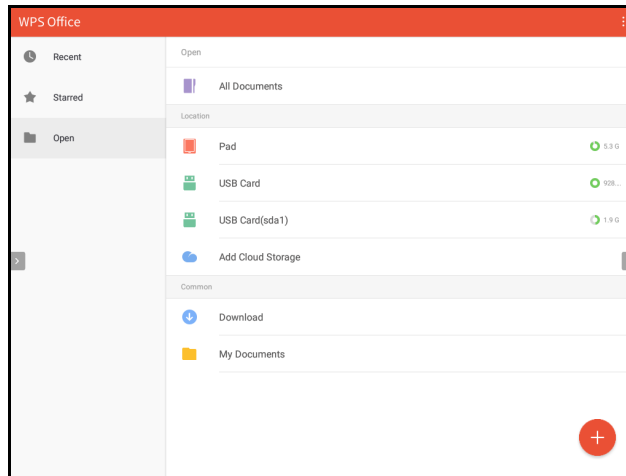 WPS Office
Recent
Starred
Open
Open
All Documents
Location
Pad
5.3 G
USB Card
928...
USB Card(sda1)
1.9 G
Add Cloud Storage
Common
Download
My Documents